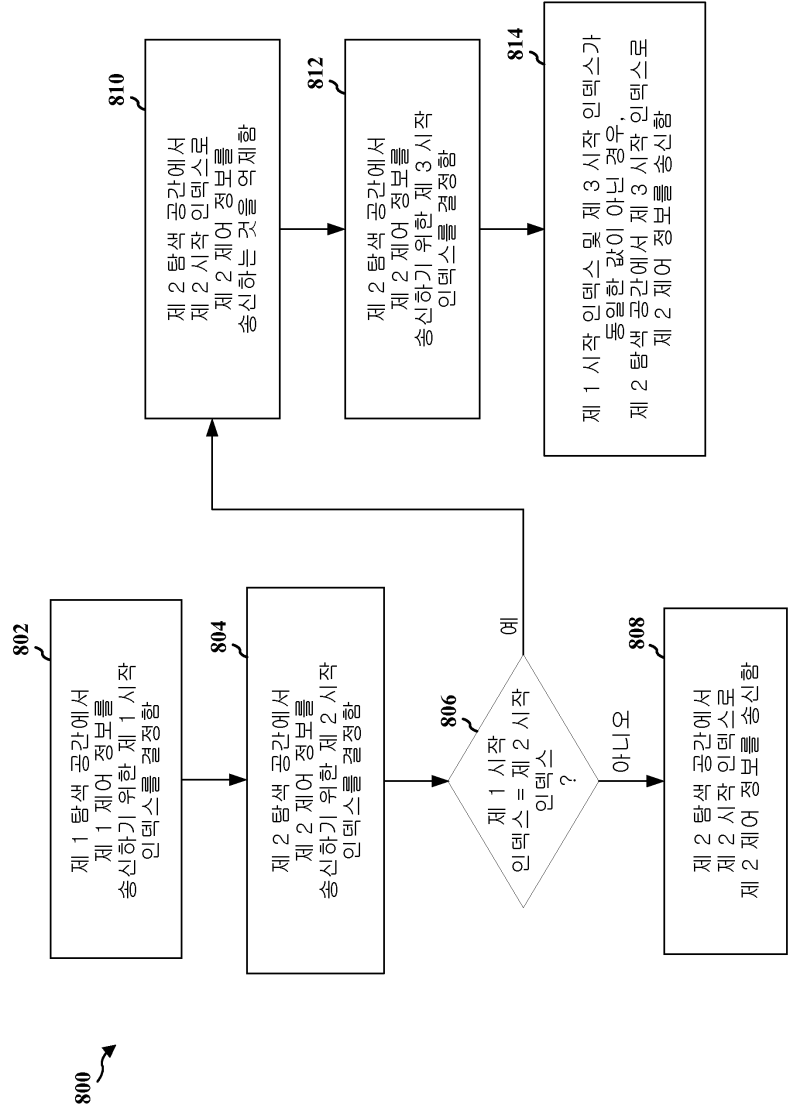 800
802
제 1 탐색 공간에서
제 1 제어 정보를
송신하기 위한 제 1 시작
인덱스를 결정함
804
제 2 탐색 공간에서
제 2 제어 정보를
송신하기 위한 제 2 시작
인덱스를 결정함
806
제 1 시작
인덱스 = 제 2 시작
인덱스
?
예
아니오
808
제 2 탐색 공간에서
제 2 시작 인덱스로
제 2 제어 정보를 송신함
810
제 2 탐색 공간에서
제 2 시작 인덱스로
제 2 제어 정보를
송신하는 것을 억제함
812
제 2 탐색 공간에서
제 2 제어 정보를
송신하기 위한 제 3 시작
인덱스를 결정함
814
제 1 시작 인덱스 및 제 3 시작 인덱스가
동일한 값이 아닌 경우,
제 2 탐색 공간에서 제 3 시작 인덱스로
제 2 제어 정보를 송신함